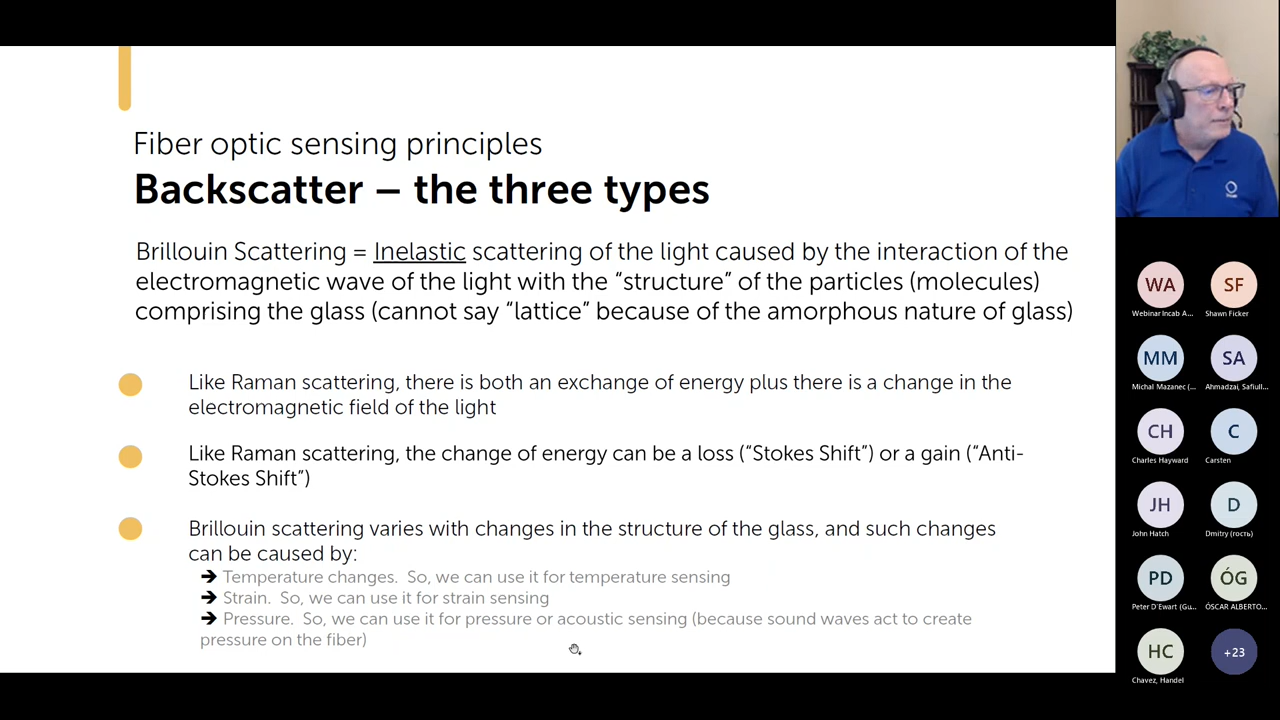 Fiber optic sensing principles
Backscatter – the three types
Brillouin Scattering = Inelastic scattering of the light caused by the interaction of the
electromagnetic wave of the light with the “structure” of the particles (molecules)
comprising the glass (cannot say “lattice” because of the amorphous nature of glass)
Like Raman scattering, there is both an exchange of energy plus there is a change in the
electromagnetic field of the light
Like Raman scattering, the change of energy can be a loss (“Stokes Shift”) or a gain (“Anti-
Stokes Shift”)
Brillouin scattering varies with changes in the structure of the glass, and such changes
can be caused by:
➔ Temperature changes. So, we can use it for temperature sensing
➔ Strain. So, we can use it for strain sensing
➔ Pressure. So, we can use it for pressure or acoustic sensing (because sound waves act to create
pressure on the fiber)
WA SF
Webinar Incab A... Shawn Ficker
MM SA
Michal Mazanec (... Ahmadzai, Safiull...
CH C
Charles Hayward Carsten
JH D
John Hatch Dmitry (гость)
PD ÓG
Peter D'Ewart (Gu... ÓSCAR ALBERTO...
HC +23
Chavez, Handel